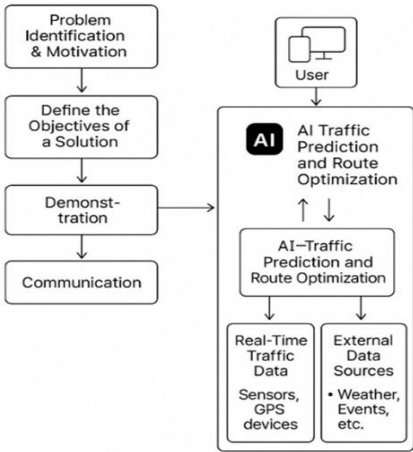 Problem
Identification
& Motivation
Define the
Objectives of
a Solution
Demonst-
tration
Communication
User
AI
AI Traffic
Prediction
and Route
Optimization
AI–Traffic
Prediction and
Route Optimization
Real-Time
Traffic
Data
Sensors,
GPS
devices
External
Data
Sources
• Weather,
Events,
etc.